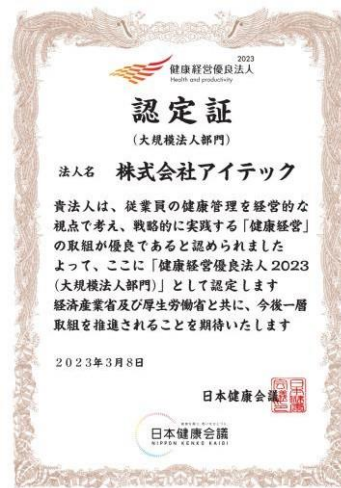 2023
健康経営優良法人
Health and productivity
認定証
(大規模法人部門)
法人名 株式会社アイテック
貴法人は、従業員の健康管理を経営的な
視点で考え、戦略的に実践する「健康経営」
の取組が優良であると認められました
よって、ここに「健康経営優良法人2023
(大規模法人部門)」として認定します
経済産業省及び厚生労働省と共に、今後一層
取組を推進されることを期待いたします
2023年3月8日
日本健康会議
日本健康会議
NIPPON KENKO KAIGI